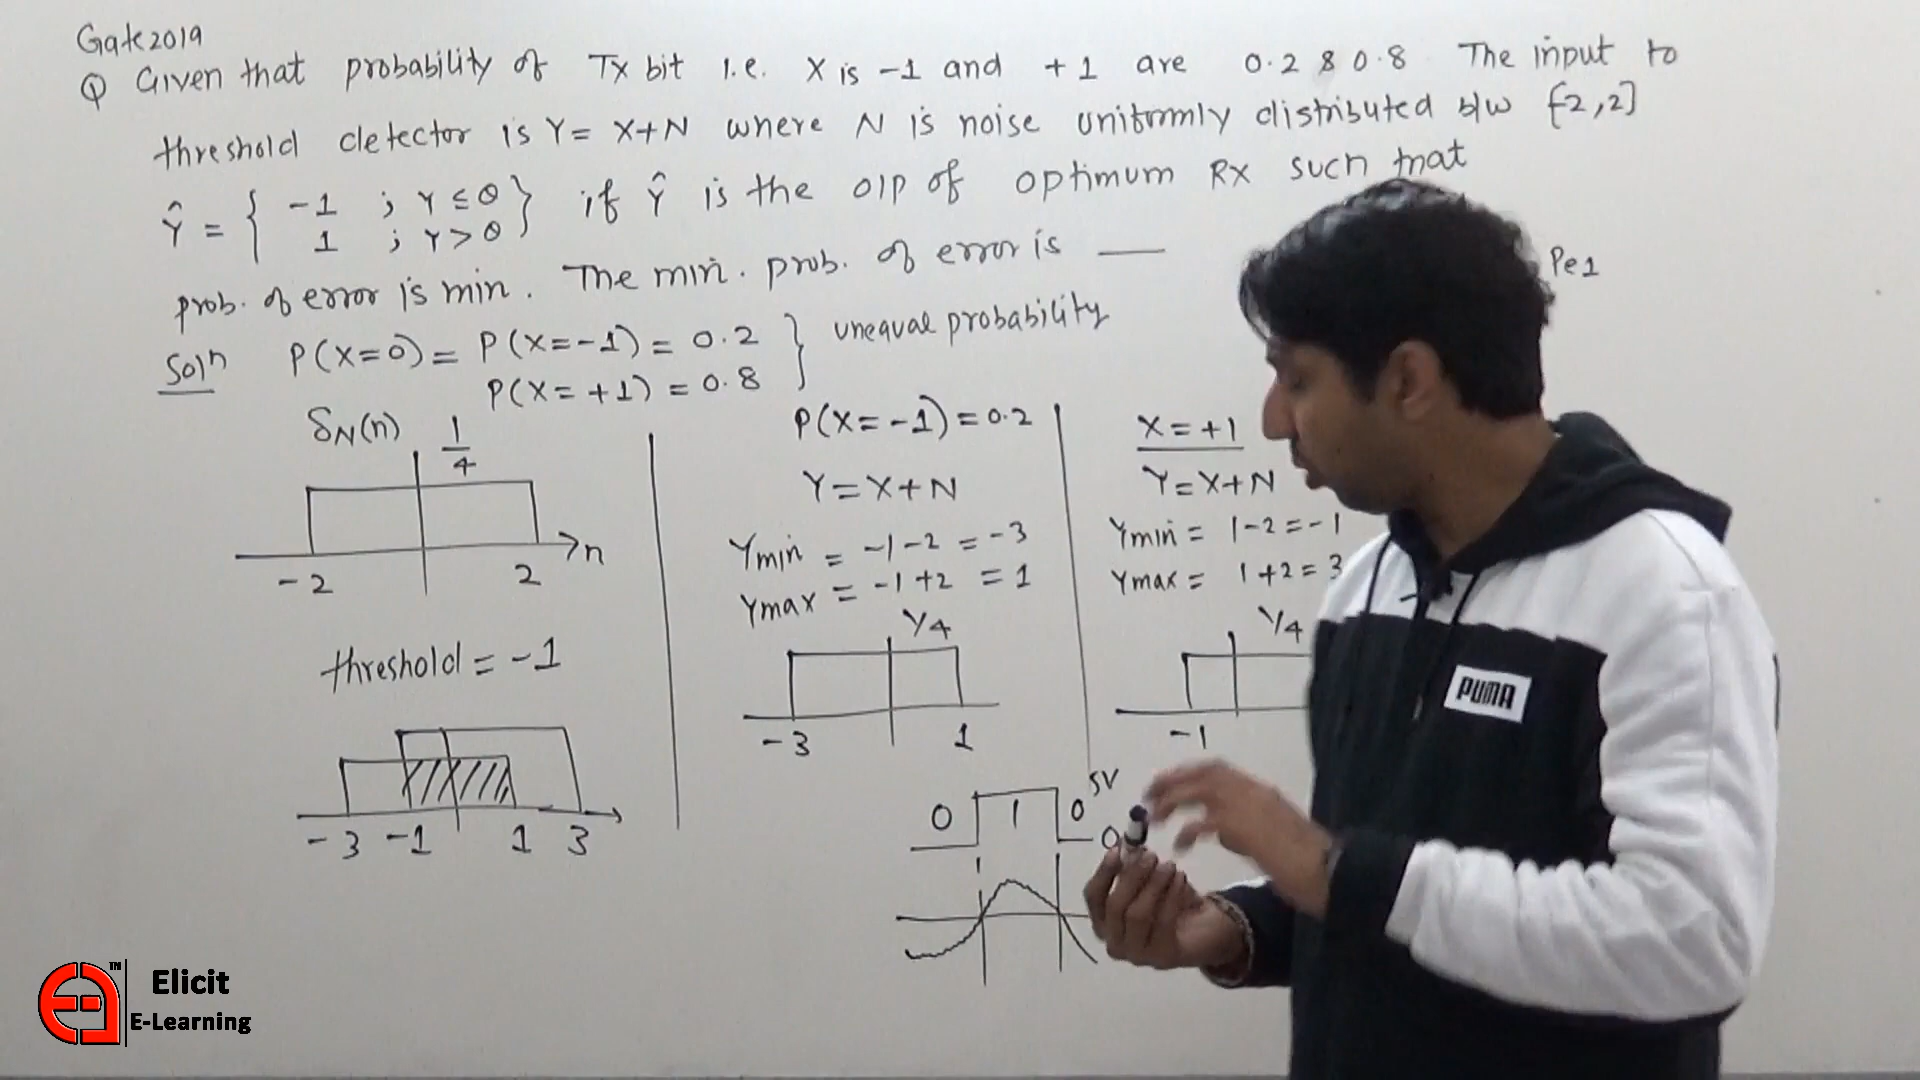 Gate 2019
Q Given that probability of Tx bit i.e. X is -1 and +1 are 0.2 & 0.8 The input to
threshold detector is Y = X+N where N is noise uniformly distributed b/w [-2,2]
Ŷ = { -1 ; Y ≤ θ
1 ; Y > θ } if Ŷ is the o/p of optimum Rx such that
prob. of error is min. The min. prob. of error is ___
Pe1
Soln P(X=0) = P(X=-1) = 0.2
P(X=+1) = 0.8 } unequal probability
δN(n) 1/4
-2 2 →n
threshold = -1
-3 -1 1 3
P(X=-1) = 0.2
Y = X+N
Ymin = -1-2 = -3
Ymax = -1+2 = 1
1/4
-3 1
X = +1
Y = X+N
Ymin = 1-2 = -1
Ymax = 1+2 = 3
1/4
-1
0 1 0 5V
0
PUMA
TM
Elicit
E-Learning